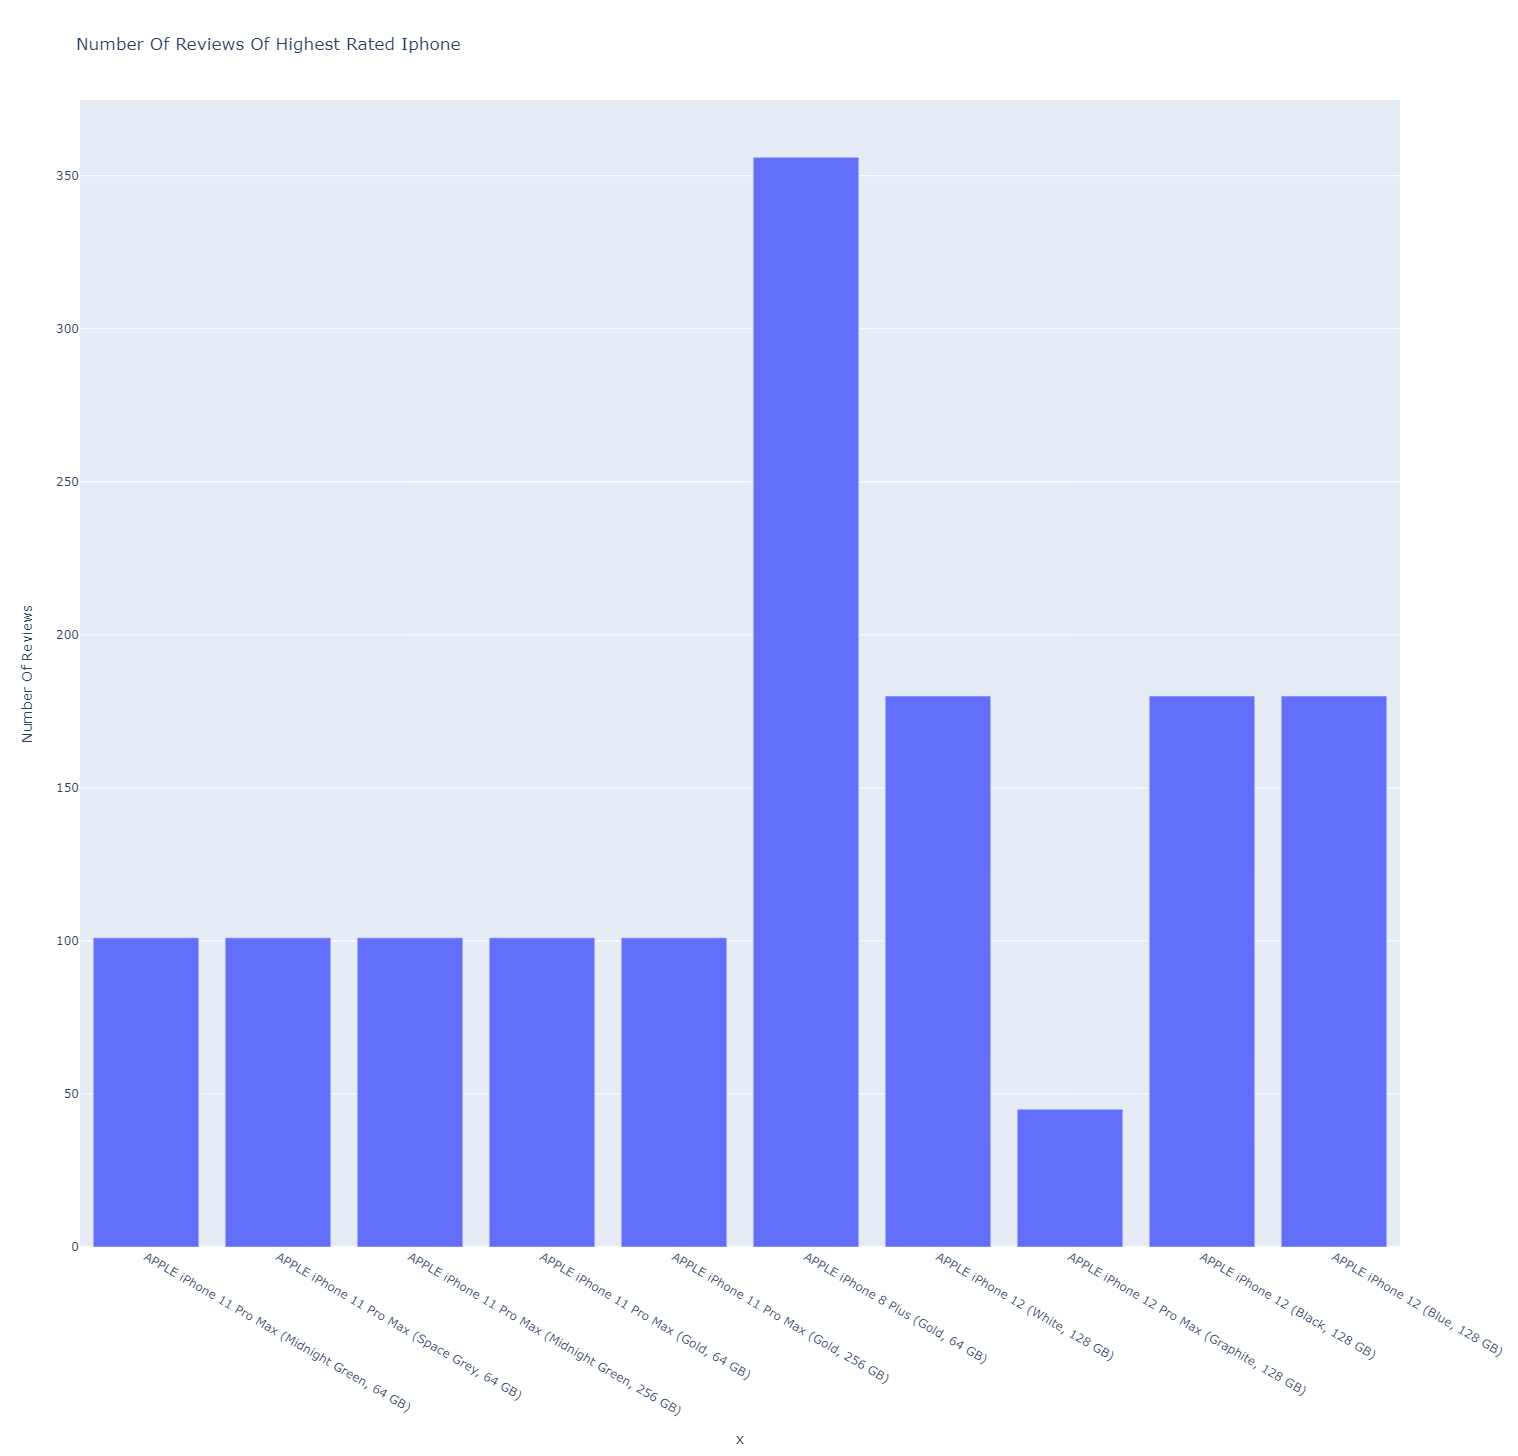 Number Of Reviews Of Highest Rated Iphone
350
300
250
200
150
100
50
0
Number Of Reviews
APPLE iPhone 11 Pro Max (Midnight Green, 64 GB)
APPLE iPhone 11 Pro Max (Space Grey, 64 GB)
APPLE iPhone 11 Pro Max (Midnight Green, 256 GB)
APPLE iPhone 11 Pro Max (Gold, 64 GB)
APPLE iPhone 11 Pro Max (Gold, 256 GB)
APPLE iPhone 8 Plus (Gold, 64 GB)
APPLE iPhone 12 (White, 128 GB)
APPLE iPhone 12 Pro Max (Graphite, 128 GB)
APPLE iPhone 12 (Black, 128 GB)
APPLE iPhone 12 (Blue, 128 GB)
x